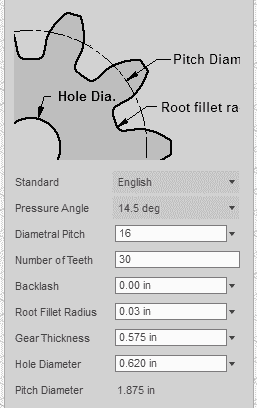 Pitch Diam
Hole Dia.
Root fillet ra
Standard English
Pressure Angle 14.5 deg
Diametral Pitch 16
Number of Teeth 30
Backlash 0.00 in
Root Fillet Radius 0.03 in
Gear Thickness 0.575 in
Hole Diameter 0.620 in
Pitch Diameter 1.875 in